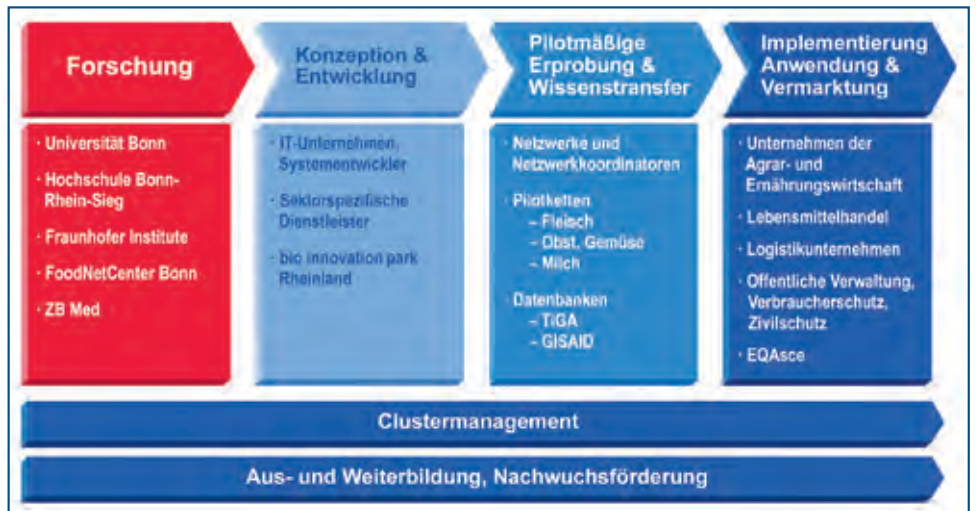 Forschung
· Universität Bonn
· Hochschule Bonn-
Rhein-Sieg
· Fraunhofer Institute
· FoodNetCenter Bonn
· ZB Med
Konzeption &
Entwicklung
· IT-Unternehmen,
Systementwickler
· Sektorspezifische
Dienstleister
· bio innovation park
Rheinland
Pilotmäßige
Erprobung &
Wissenstransfer
· Netzwerke und
Netzwerkkoordinatoren
· Pilotketten
– Fleisch
– Obst, Gemüse
– Milch
· Datenbanken
– TiGA
– GISAID
Implementierung
Anwendung &
Vermarktung
· Unternehmen der
Agrar- und
Ernährungswirtschaft
· Lebensmittelhandel
· Logistikunternehmen
· Öffentliche Verwaltung,
Verbraucherschutz,
Zivilschutz
· EQAsce
Clustermanagement
Aus- und Weiterbildung, Nachwuchsförderung